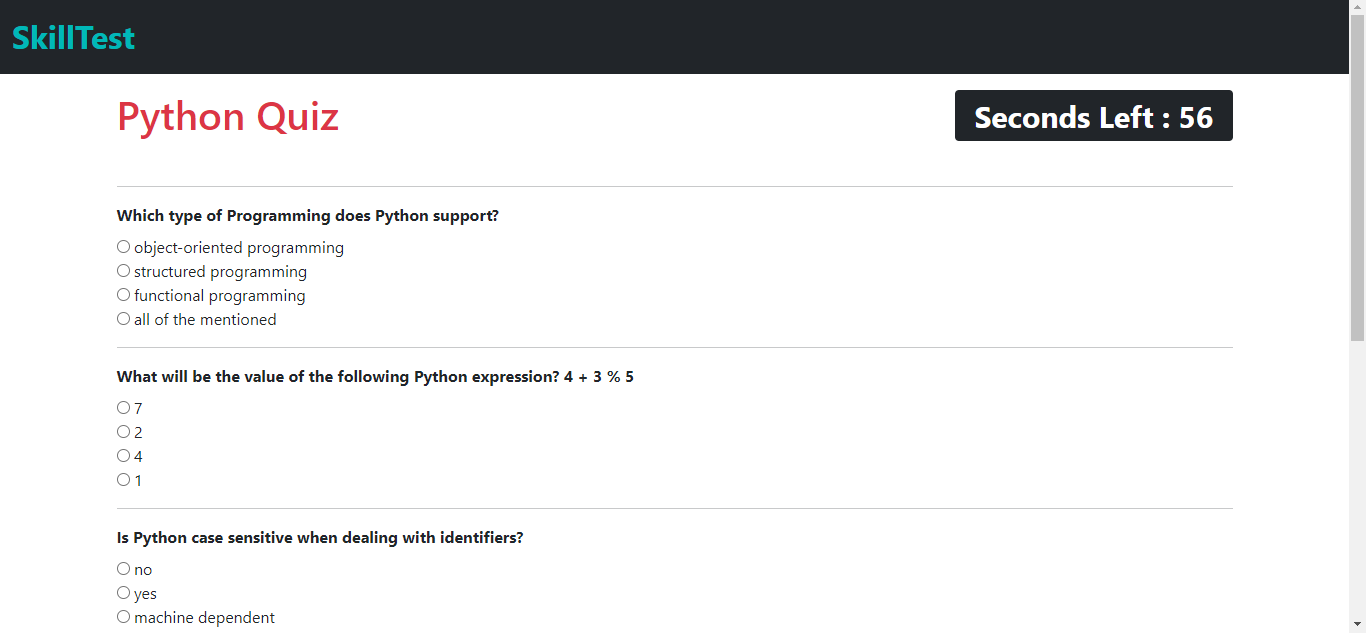 SkillTest
Python Quiz
Seconds Left : 56
Which type of Programming does Python support?
object-oriented programming
structured programming
functional programming
all of the mentioned
What will be the value of the following Python expression? 4 + 3 % 5
7
2
4
1
Is Python case sensitive when dealing with identifiers?
no
yes
machine dependent